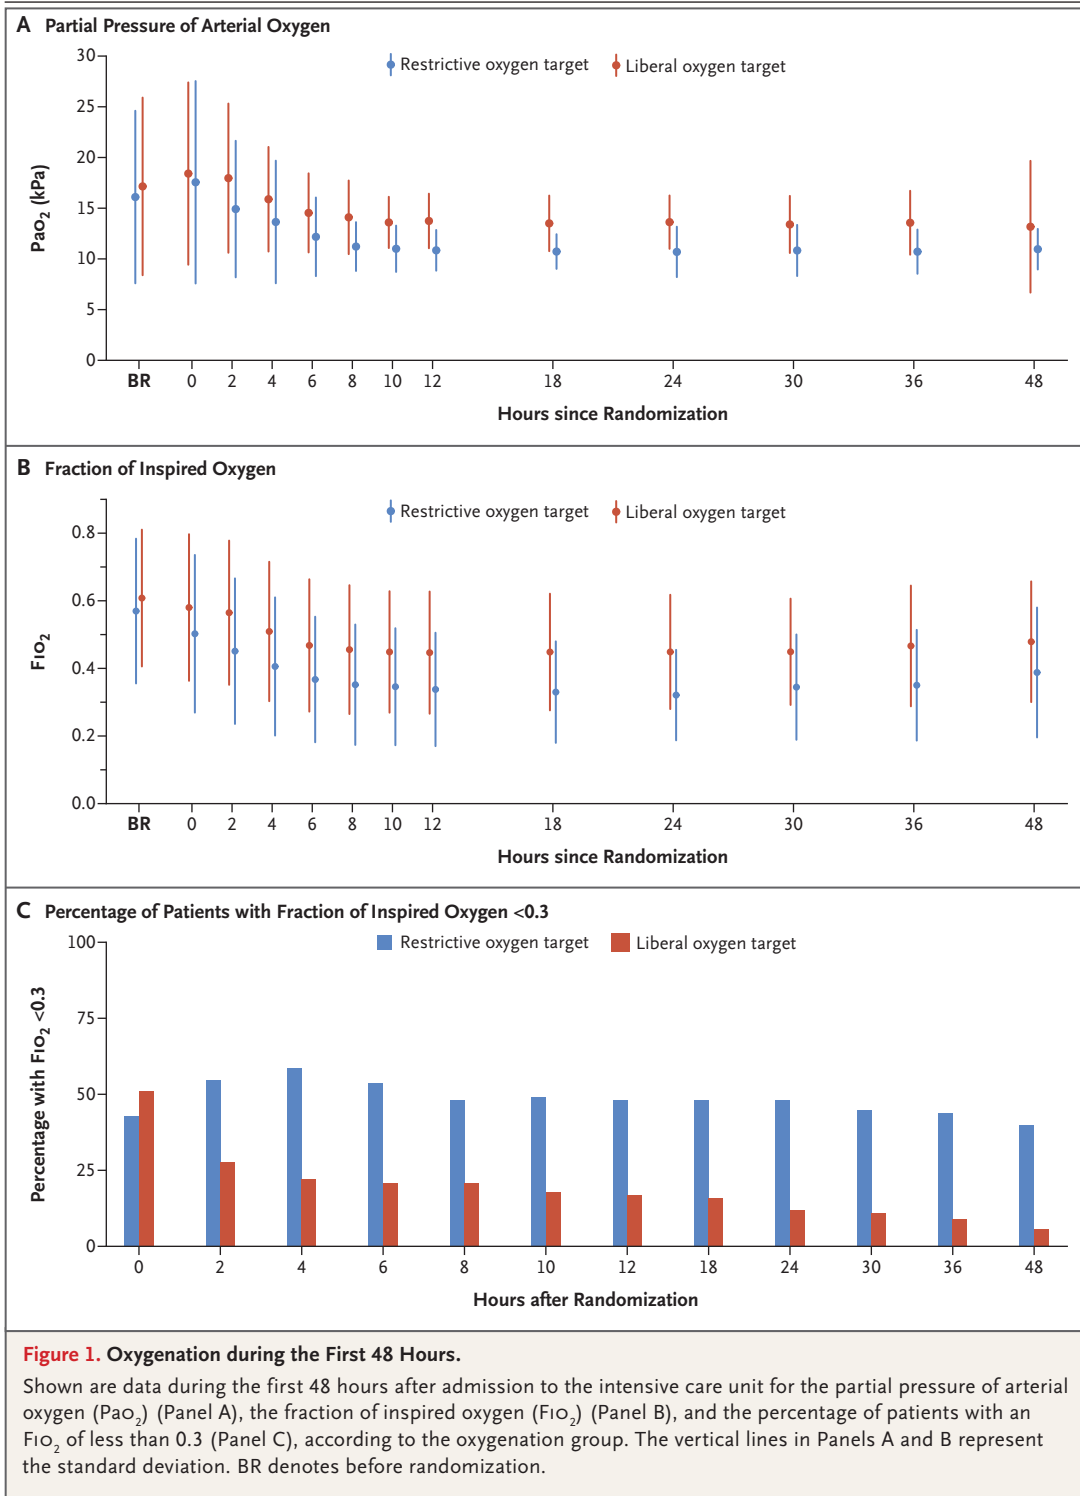 A Partial Pressure of Arterial Oxygen
Restrictive oxygen target
Liberal oxygen target
PaO2 (kPa)
30
25
20
15
10
5
0
BR 0 2 4 6 8 10 12 18 24 30 36 48
Hours since Randomization
B Fraction of Inspired Oxygen
Restrictive oxygen target
Liberal oxygen target
FIO2
0.8
0.6
0.4
0.2
0.0
BR 0 2 4 6 8 10 12 18 24 30 36 48
Hours since Randomization
C Percentage of Patients with Fraction of Inspired Oxygen <0.3
Restrictive oxygen target
Liberal oxygen target
Percentage with FIO2 <0.3
100
75
50
25
0
0 2 4 6 8 10 12 18 24 30 36 48
Hours after Randomization
Figure 1. Oxygenation during the First 48 Hours.
Shown are data during the first 48 hours after admission to the intensive care unit for the partial pressure of arterial
oxygen (PaO2) (Panel A), the fraction of inspired oxygen (FIO2) (Panel B), and the percentage of patients with an
FIO2 of less than 0.3 (Panel C), according to the oxygenation group. The vertical lines in Panels A and B represent
the standard deviation. BR denotes before randomization.